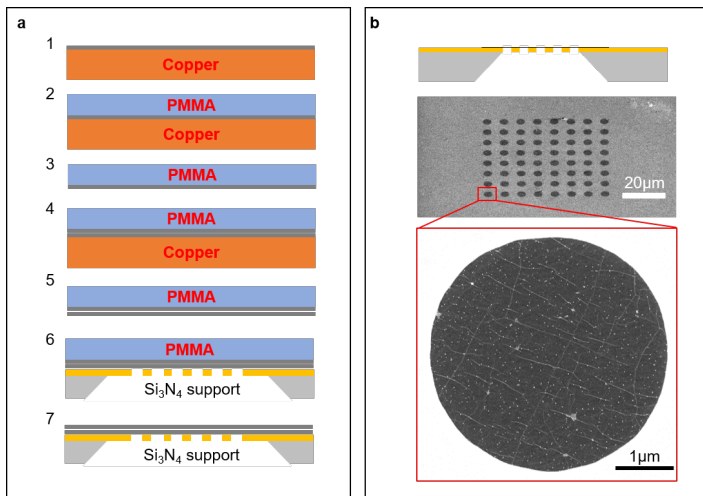 a
1
Copper
2
PMMA
Copper
3
PMMA
4
PMMA
Copper
5
PMMA
6
PMMA
Si₃N₄ support
7
Si₃N₄ support
b
20μm
1μm